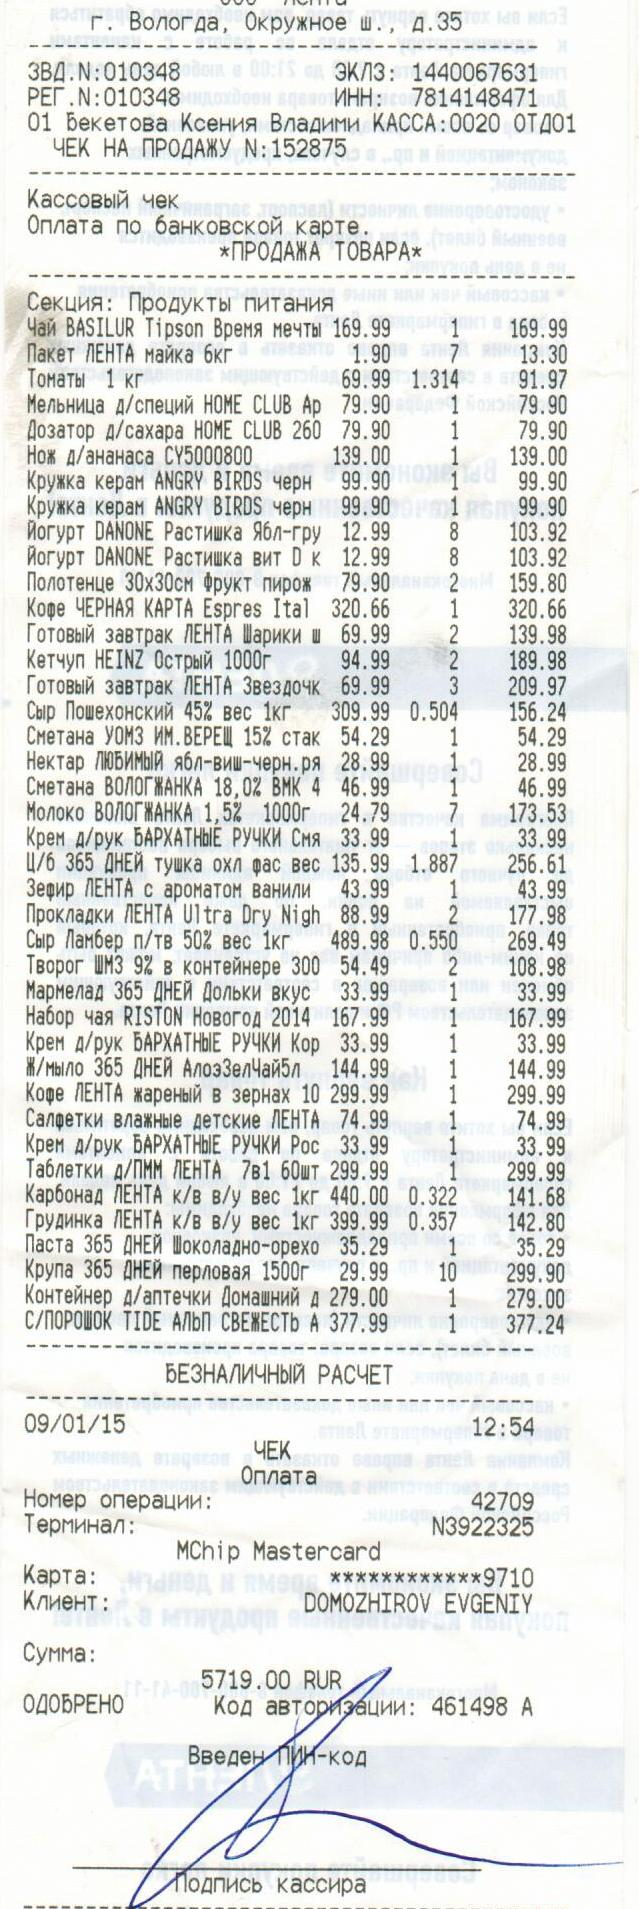 ООО "Лента"
г. Вологда, Окружное ш., д.35
ЗВД.N:010348 ЭКЛЗ: 1440067631
РЕГ.N:010348 ИНН: 7814148471
01 Бекетова Ксения Владими КАССА:0020 ОТД01
ЧЕК НА ПРОДАЖУ N:152875
Кассовый чек
Оплата по банковской карте.
*ПРОДАЖА ТОВАРА*
Секция: Продукты питания
Чай BASILUR Tipson Время мечты 169.99 1 169.99
Пакет ЛЕНТА майка 6кг 1.90 7 13.30
Томаты . 1 кг. 69.99 1.314 91.97
Мельница д/специй HOME CLUB Ар 79.90 1 79.90
Дозатор д/сахара HOME CLUB 260 79.90 1 79.90
Нож д/ананаса CY5000800 139.00 1 139.00
Кружка керам ANGRY BIRDS черн 99.90 1 99.90
Кружка керам ANGRY BIRDS черн 99.90 1 99.90
Йогурт DANONE Растишка Ябл-гру 12.99 8 103.92
Йогурт DANONE Растишка вит D к 12.99 8 103.92
Полотенце 30х30см Фрукт пирож 79.90 2 159.80
Кофе ЧЕРНАЯ КАРТА Espres Ital 320.66 1 320.66
Готовый завтрак ЛЕНТА Шарики ш 69.99 2 139.98
Кетчуп HEINZ Острый 1000г 94.99 2 189.98
Готовый завтрак ЛЕНТА Звездочк 69.99 3 209.97
Сыр Пошехонский 45% вес 1кг 309.99 0.504 156.24
Сметана УОМЗ ИМ.ВЕРЕЩ 15% стак 54.29 1 54.29
Нектар ЛЮБИМЫЙ ябл-виш-черн.ря 28.99 1 28.99
Сметана ВОЛОГЖАНКА 18,0% ВМК 4 46.99 1 46.99
Молоко ВОЛОГЖАНКА 1,5% 1000г 24.79 7 173.53
Крем д/рук БАРХАТНЫЕ РУЧКИ Смя 33.99 1 33.99
Ц/б 365 ДНЕЙ тушка охл фас вес 135.99 1.887 256.61
Зефир ЛЕНТА с ароматом ванили 43.99 1 43.99
Прокладки ЛЕНТА Ultra Dry Nigh 88.99 2 177.98
Сыр Ламбер п/тв 50% вес 1кг 489.98 0.550 269.49
Творог ШМЗ 9% в контейнере 300 54.49 2 108.98
Мармелад 365 ДНЕЙ Дольки вкус 33.99 1 33.99
Набор чая RISTON Новогод 2014 167.99 1 167.99
Крем д/рук БАРХАТНЫЕ РУЧКИ Кор 33.99 1 33.99
Ж/мыло 365 ДНЕЙ АлоэЗелЧай5л 144.99 1 144.99
Кофе ЛЕНТА жареный в зернах 10 299.99 1 299.99
Салфетки влажные детские ЛЕНТА 74.99 1 74.99
Крем д/рук БАРХАТНЫЕ РУЧКИ Рос 33.99 1 33.99
Таблетки д/ПММ ЛЕНТА 7в1 60шт 299.99 1 299.99
Карбонад ЛЕНТА к/в в/у вес 1кг 440.00 0.322 141.68
Грудинка ЛЕНТА к/в в/у вес 1кг 399.99 0.357 142.80
Паста 365 ДНЕЙ Шоколадно-орехо 35.29 1 35.29
Крупа 365 ДНЕЙ перловая 1500г 29.99 10 299.90
Контейнер д/аптечки Домашний д 279.00 1 279.00
С/ПОРОШОК TIDE АЛЬП СВЕЖЕСТЬ А 377.99 1 377.24
БЕЗНАЛИЧНЫЙ РАСЧЕТ
09/01/15 12:54
ЧЕК
Оплата
Номер операции: 42709
Терминал: N3922325
MChip Mastercard
Карта: ************9710
Клиент: DOMOZHIROV EVGENIY
Сумма:
5719.00 RUR
ОДОБРЕНО Код авторизации: 461498 А
Введен ПИН-код
Подпись кассира